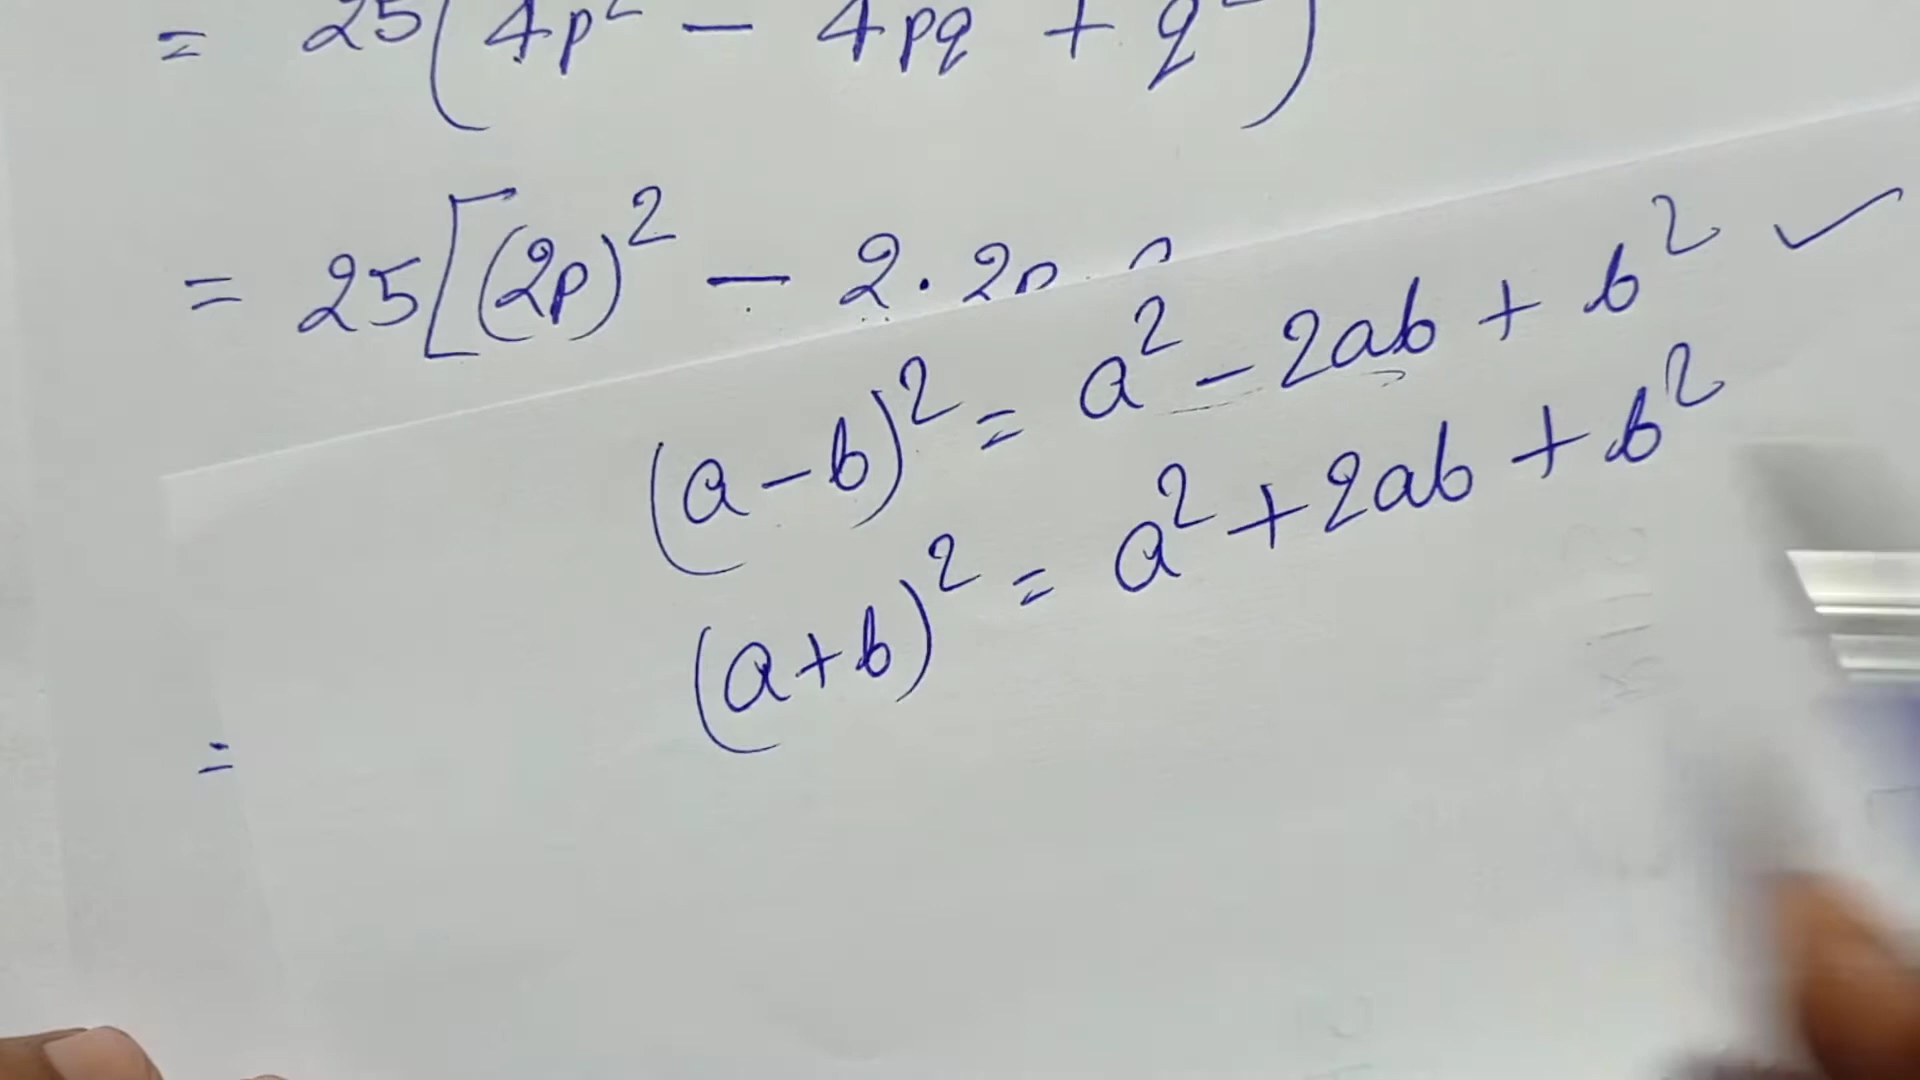 = 25(4p² - 4pq + q²)
= 25[(2p)² - 2 · 2p ·
(a-b)² = a² - 2ab + b² ✓
(a+b)² = a² + 2ab + b²
=